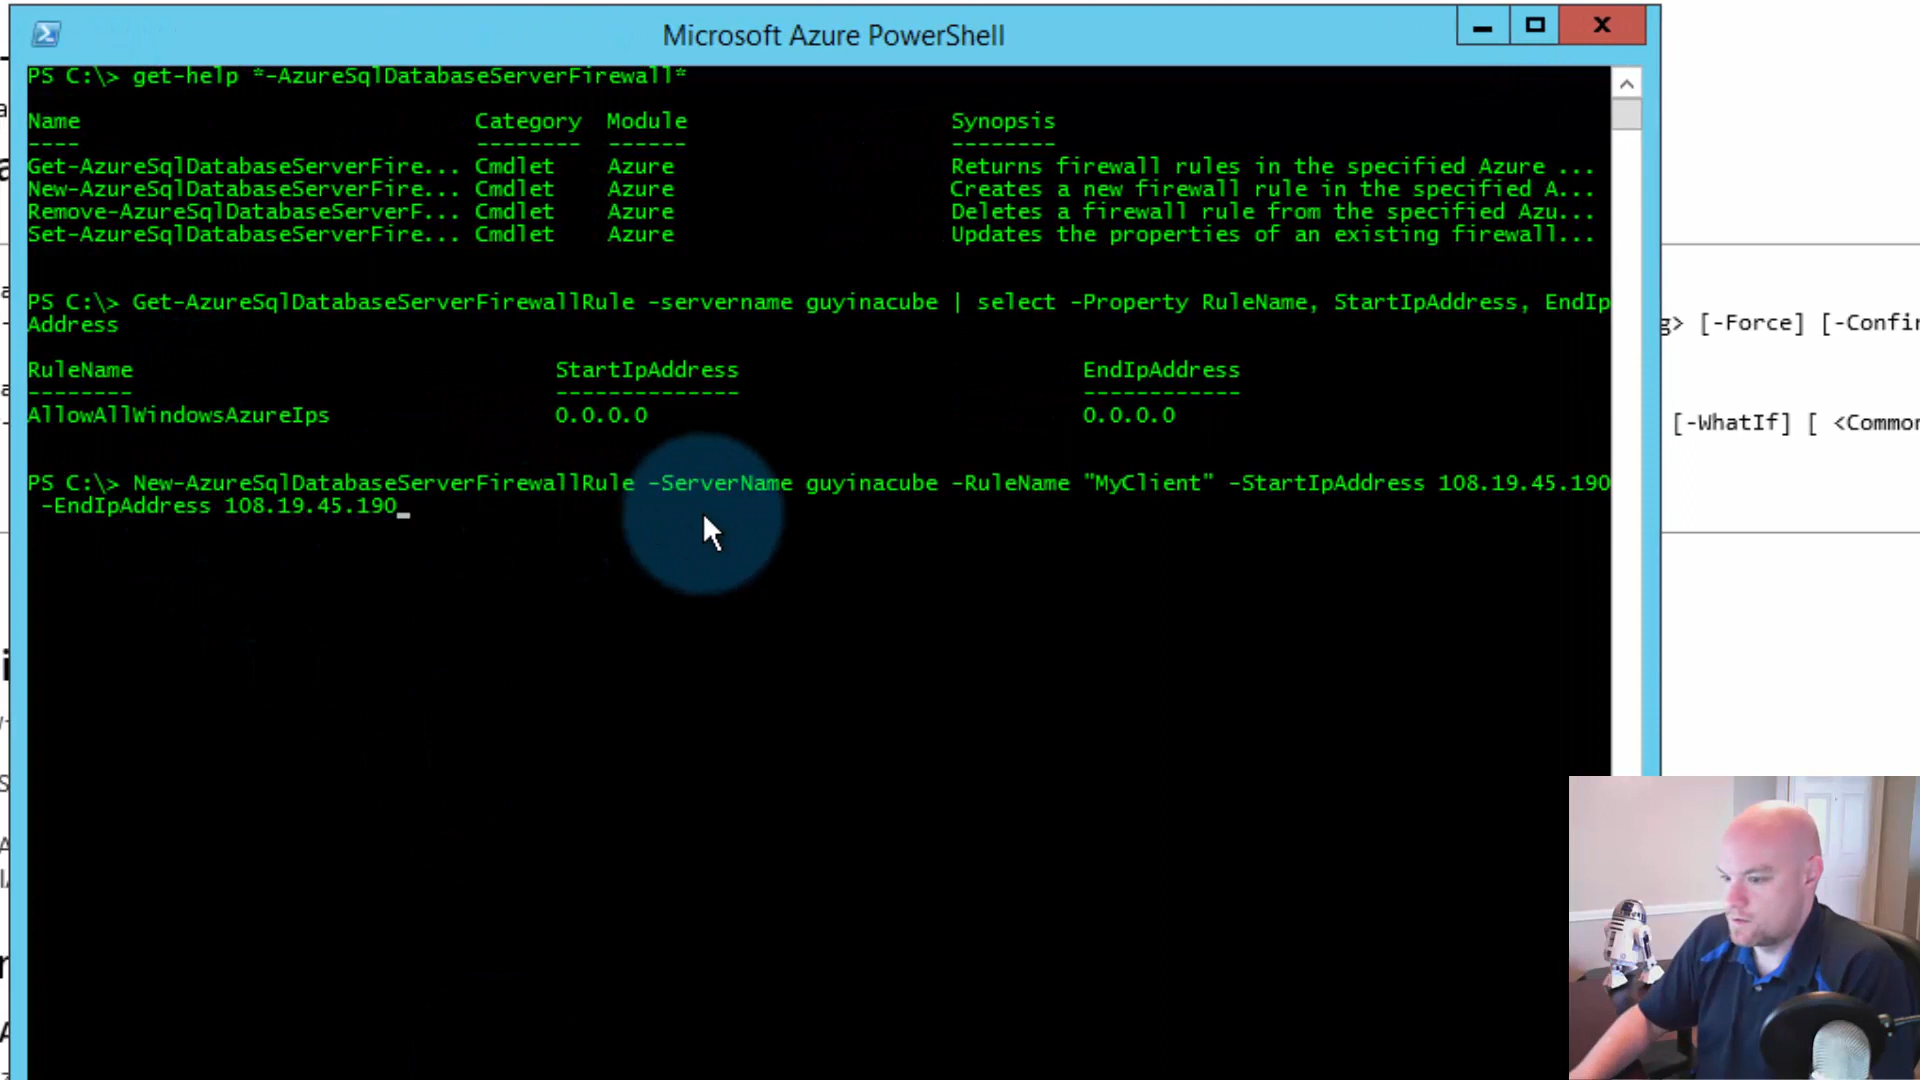 Microsoft Azure PowerShell
PS C:\> get-help *-AzureSqlDatabaseServerFirewall*
Name Category Module Synopsis
---- -------- ------ --------
Get-AzureSqlDatabaseServerFire... Cmdlet Azure Returns firewall rules in the specified Azure ...
New-AzureSqlDatabaseServerFire... Cmdlet Azure Creates a new firewall rule in the specified A...
Remove-AzureSqlDatabaseServerF... Cmdlet Azure Deletes a firewall rule from the specified Azu...
Set-AzureSqlDatabaseServerFire... Cmdlet Azure Updates the properties of an existing firewall...
PS C:\> Get-AzureSqlDatabaseServerFirewallRule -servername guyinacube | select -Property RuleName, StartIpAddress, EndIp
Address
RuleName StartIpAddress EndIpAddress
-------- -------------- ------------
AllowAllWindowsAzureIps 0.0.0.0 0.0.0.0
PS C:\> New-AzureSqlDatabaseServerFirewallRule -ServerName guyinacube -RuleName "MyClient" -StartIpAddress 108.19.45.190
-EndIpAddress 108.19.45.190_
g> [-Force] [-Confir
[-WhatIf] [ <Common